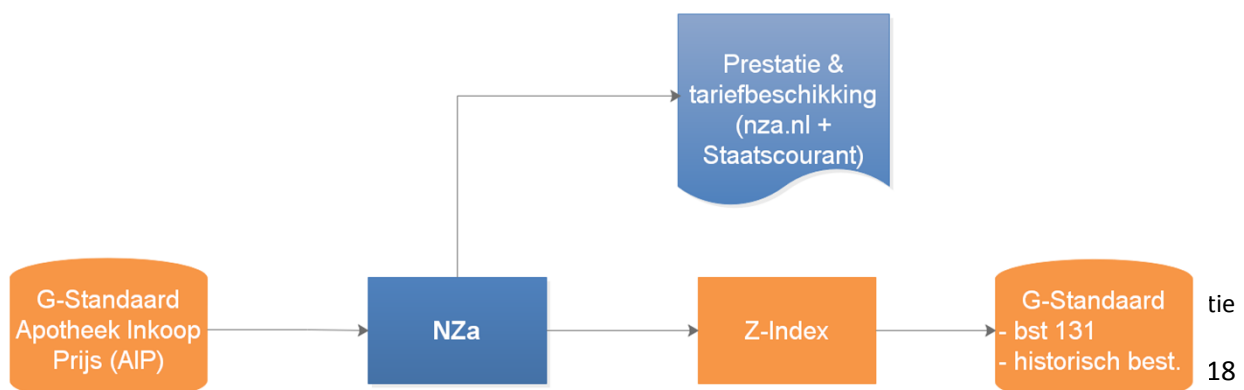 Prestatie &
tariefbeschikking
(nza.nl +
Staatscourant)
G-Standaard
Apotheek Inkoop
Prijs (AIP)
NZa
Z-Index
G-Standaard
- bst 131
- historisch best.
tie
18